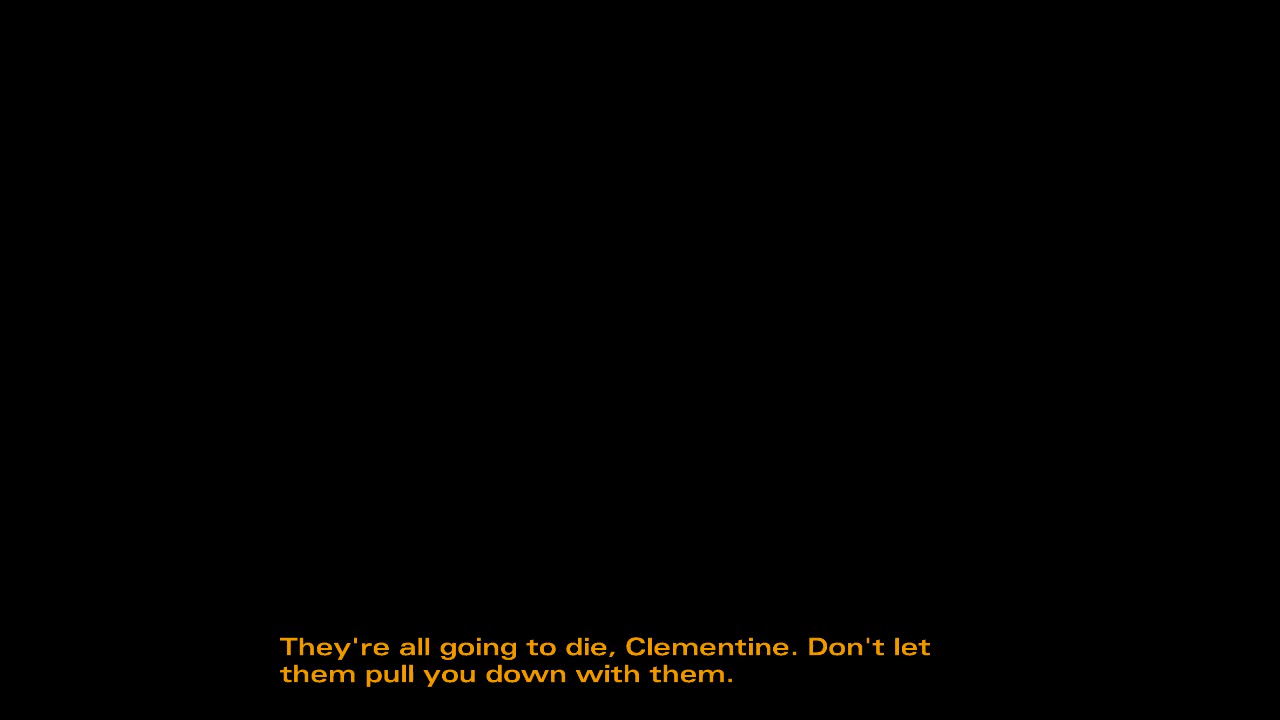 They're all going to die, Clementine. Don't let
them pull you down with them.